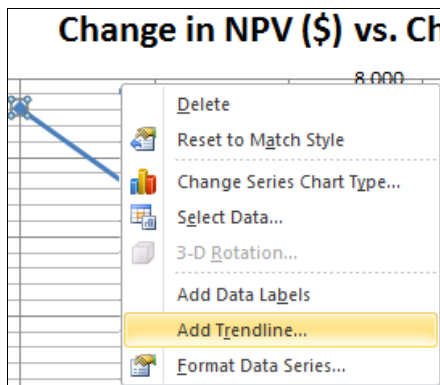 Change in NPV ($) vs. Ch
8,000
Delete
Reset to Match Style
Change Series Chart Type...
Select Data...
3-D Rotation...
Add Data Labels
Add Trendline...
Format Data Series...